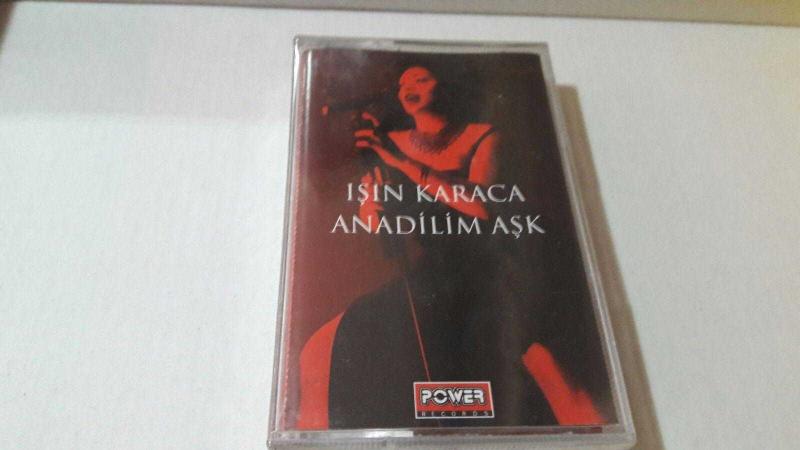 IŞIN KARACA
ANADİLİM AŞK
POWER
RECORDS